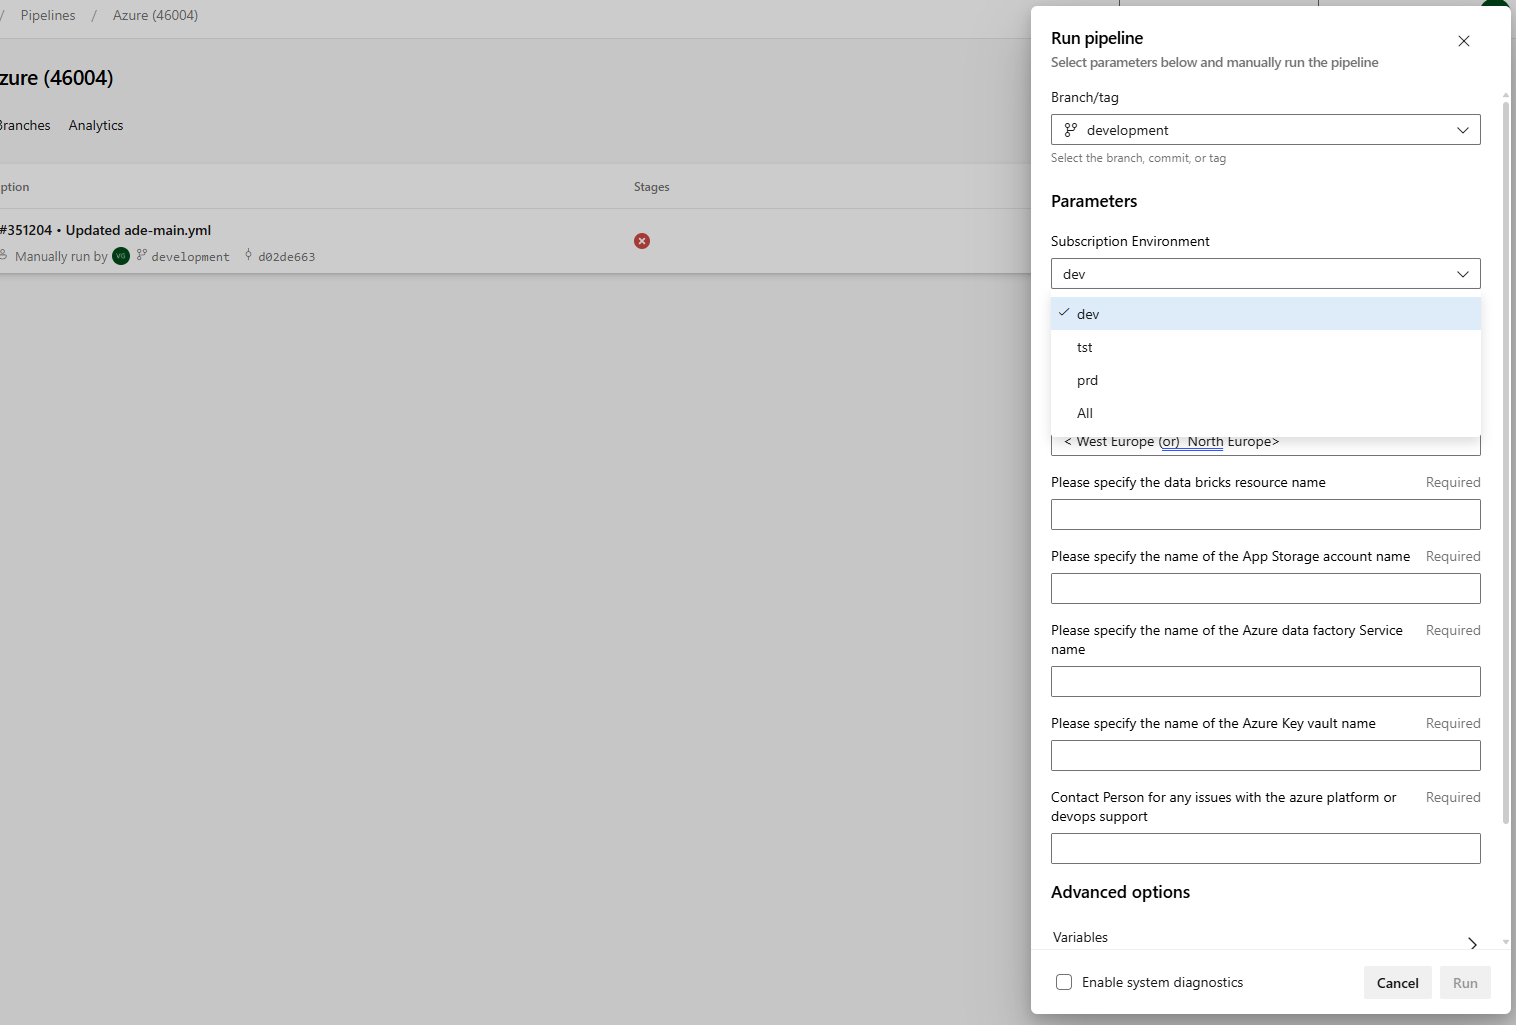 / Pipelines / Azure (46004)
zure (46004)
Branches Analytics
ption Stages
#351204 • Updated ade-main.yml
Manually run by VG development d02de663
Run pipeline
Select parameters below and manually run the pipeline
Branch/tag
development
Select the branch, commit, or tag
Parameters
Subscription Environment
dev
dev
tst
prd
All
< West Europe (or)  North Europe>
Please specify the data bricks resource name Required
Please specify the name of the App Storage account name Required
Please specify the name of the Azure data factory Service Required
name
Please specify the name of the Azure Key vault name Required
Contact Person for any issues with the azure platform or Required
devops support
Advanced options
Variables
Enable system diagnostics Cancel Run